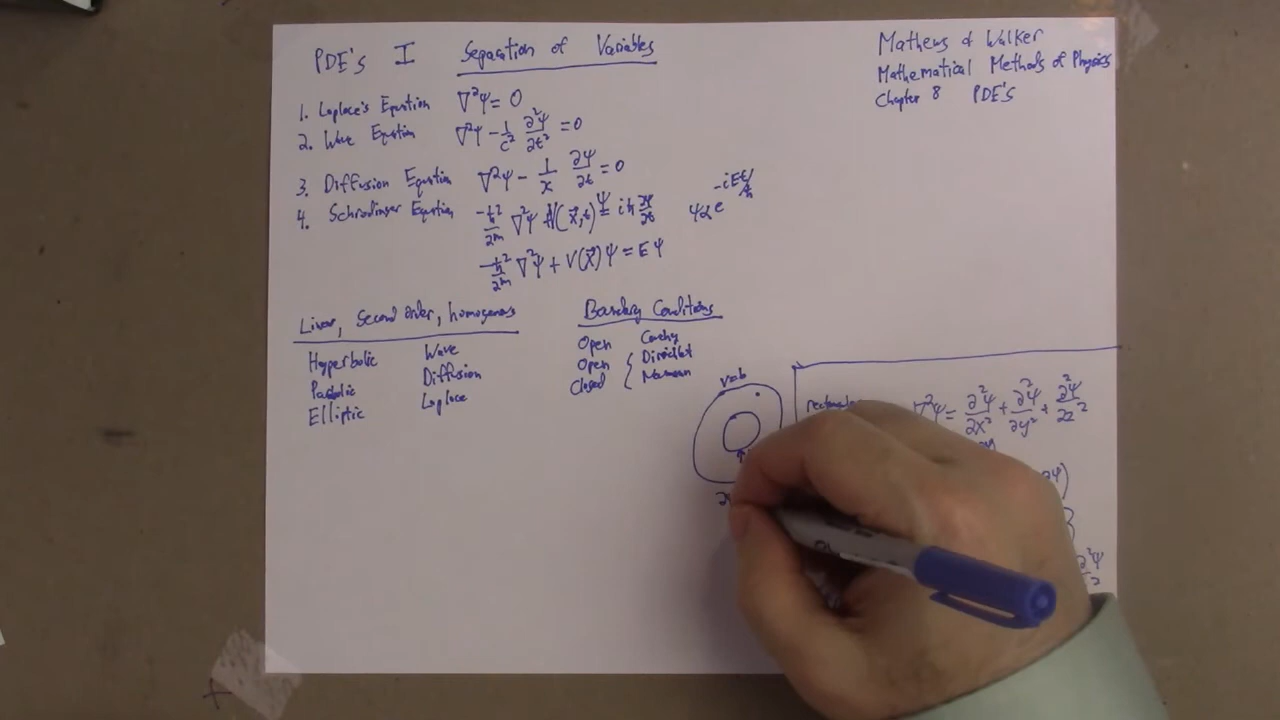 PDE's I Separation of Variables
Mathews & Walker
Mathematical Methods of Physics
Chapter 8 PDE's
1. Laplace's Equation ∇²ψ = 0
2. Wave Equation ∇²ψ - 1/c² ∂²ψ/∂t² = 0
3. Diffusion Equation ∇²ψ - 1/κ ∂ψ/∂t = 0
4. Schrodinger Equation -ħ²/2m ∇²ψ + V(x⃗,t)ψ = iħ ∂ψ/∂t ψ α e^(-iEt/ħ)
-ħ²/2m ∇²ψ + V(x⃗)ψ = Eψ
Linear, Second order, homogenous
Hyperbolic Wave
Parabolic Diffusion
Elliptic Laplace
Boundary Conditions
Open Cauchy
Open Dirichlet
Closed Neumann
V=b
∇²ψ = ∂²ψ/∂x² + ∂²ψ/∂y² + ∂²ψ/∂z²